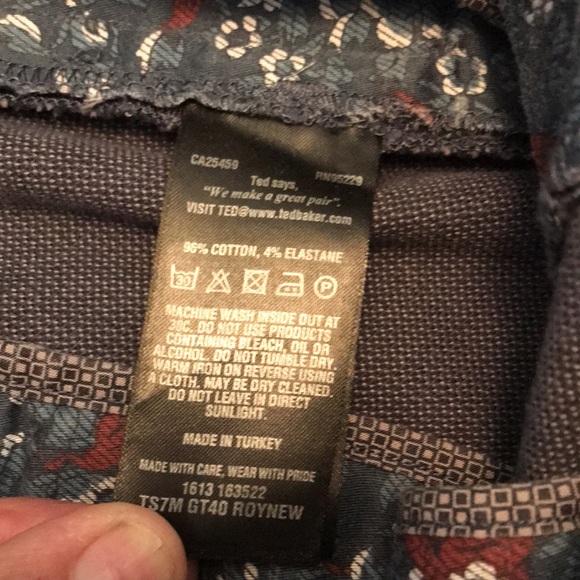 CA25459 RN95229
Ted says,
"We make a great pair".
VISIT TED@www.tedbaker.com
96% COTTON, 4% ELASTANE
30 P
MACHINE WASH INSIDE OUT AT
30C. DO NOT USE PRODUCTS
CONTAINING BLEACH, OIL OR
ALCOHOL. DO NOT TUMBLE DRY.
WARM IRON ON REVERSE USING
A CLOTH. MAY BE DRY CLEANED.
DO NOT LEAVE IN DIRECT
SUNLIGHT.
MADE IN TURKEY
MADE WITH CARE, WEAR WITH PRIDE
1613 163522
TS7M GT40 ROYNEW